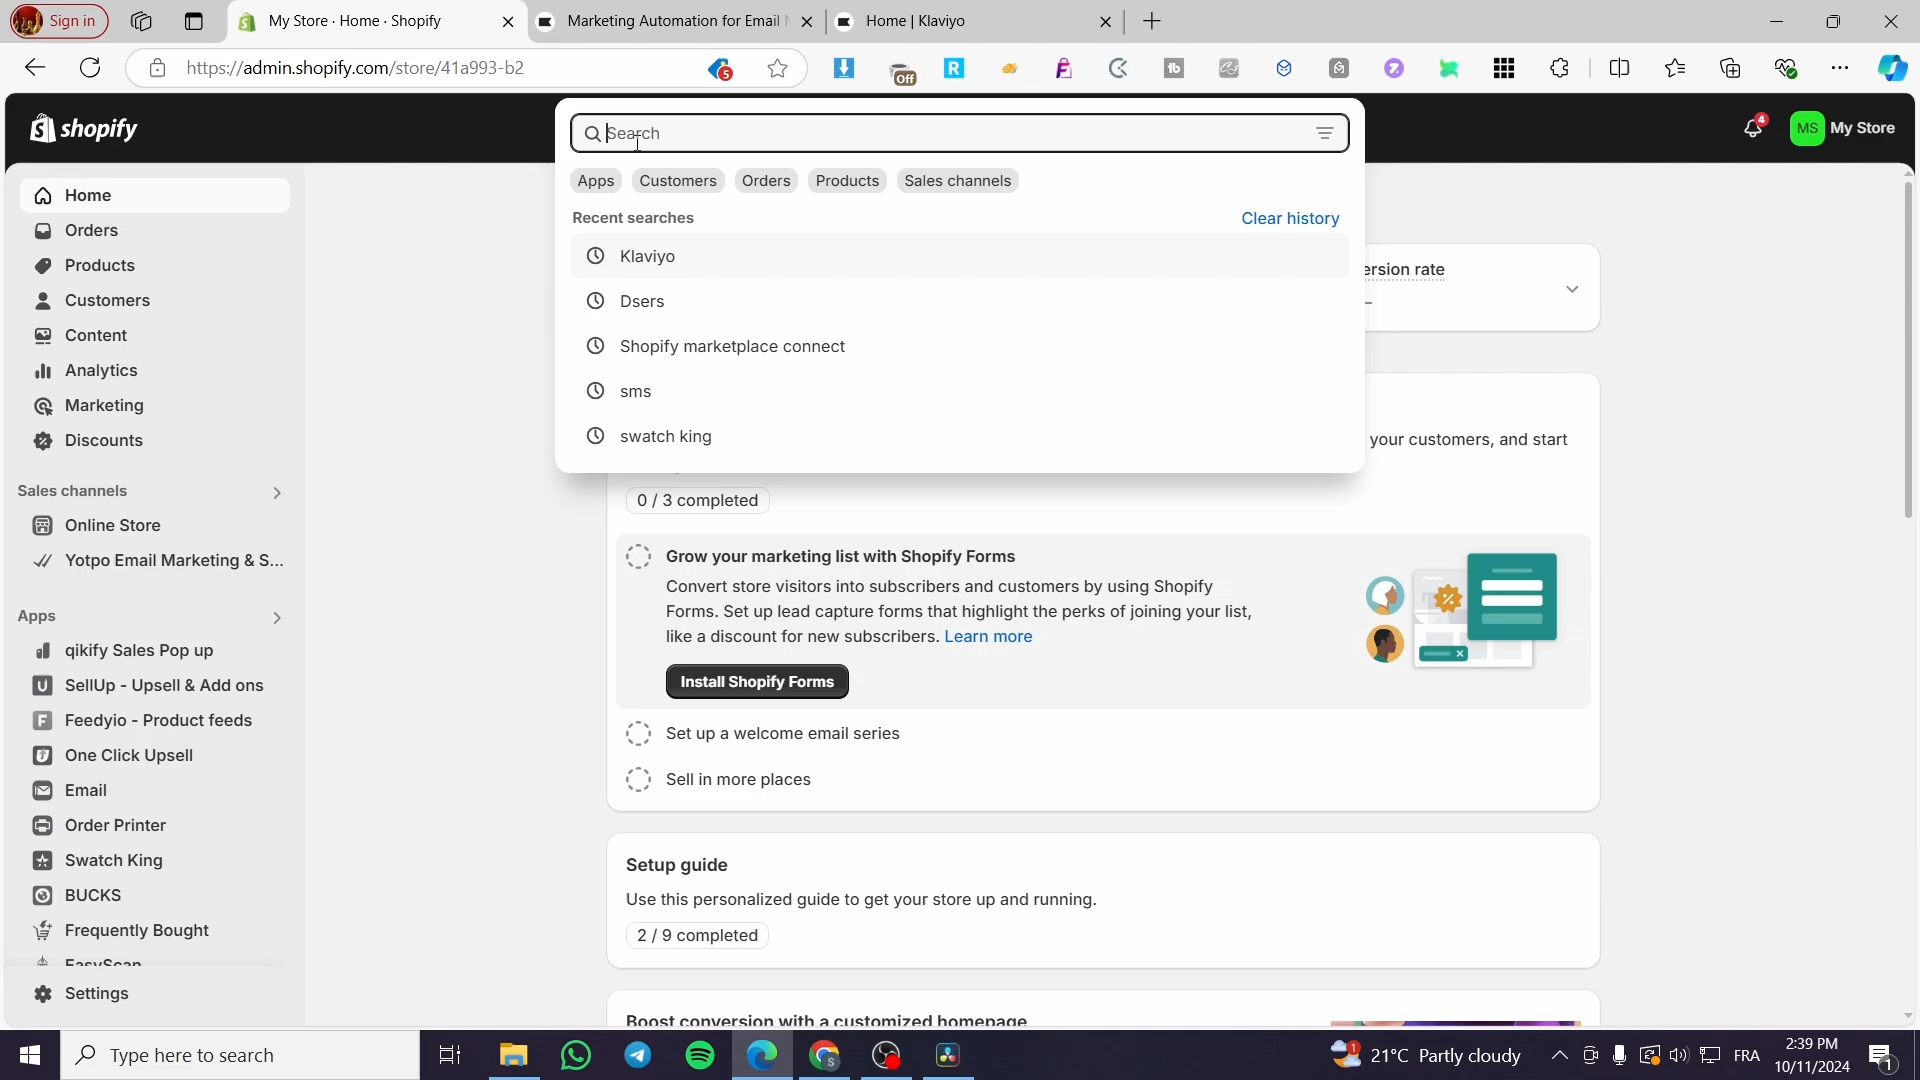 Sign in
My Store · Home · Shopify
Marketing Automation for Email
Home | Klaviyo
https://admin.shopify.com/store/41a993-b2
5
Off
shopify
Search
4
MS
My Store
Apps
Customers
Orders
Products
Sales channels
Recent searches
Clear history
Klaviyo
Dsers
Shopify marketplace connect
sms
swatch king
Home
Orders
Products
Customers
Content
Analytics
Marketing
Discounts
Sales channels
Online Store
Yotpo Email Marketing & S...
Apps
qikify Sales Pop up
SellUp - Upsell & Add ons
Feedyio - Product feeds
One Click Upsell
Email
Order Printer
Swatch King
BUCKS
Frequently Bought
EasyScan
Settings
ersion rate
your customers, and start
0 / 3 completed
Grow your marketing list with Shopify Forms
Convert store visitors into subscribers and customers by using Shopify
Forms. Set up lead capture forms that highlight the perks of joining your list,
like a discount for new subscribers. Learn more
Install Shopify Forms
Set up a welcome email series
Sell in more places
Setup guide
Use this personalized guide to get your store up and running.
2 / 9 completed
Boost conversion with a customized homepage
Type here to search
1
21°C Partly cloudy
FRA
2:39 PM
10/11/2024
1